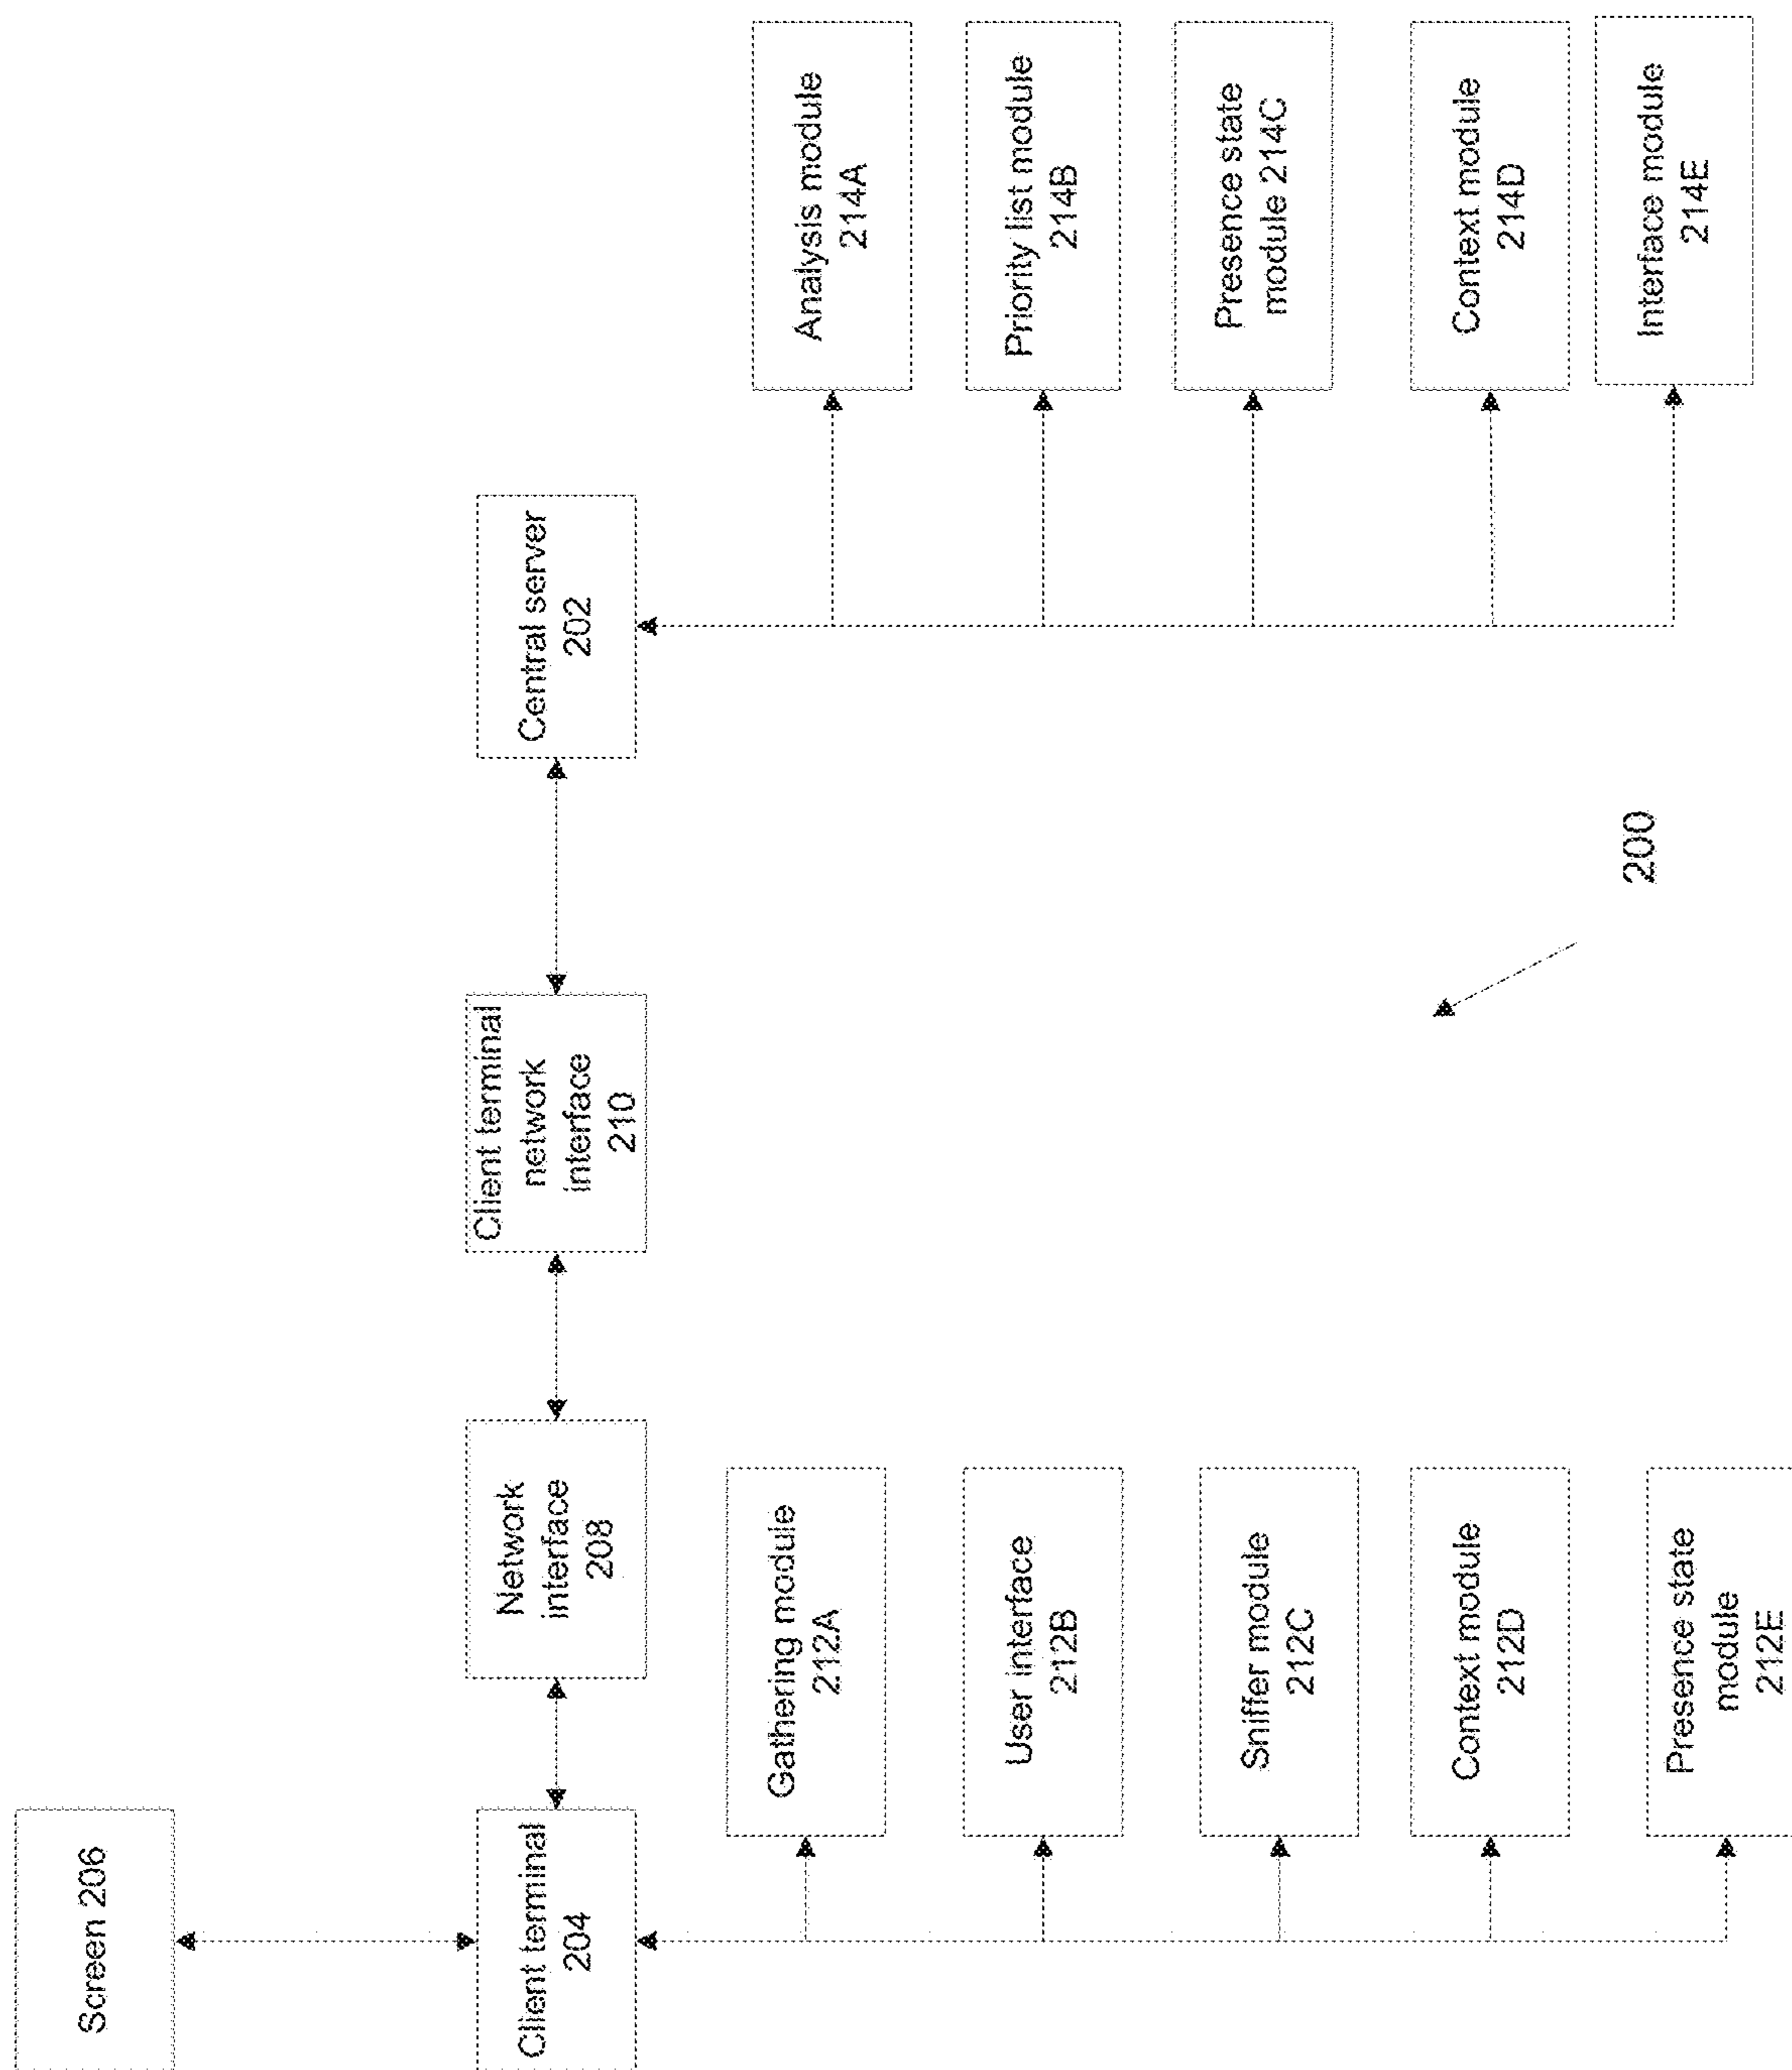 Screen 206
Client terminal
204
Network
interface
208
Client terminal
network
interface
210
Central server
202
Gathering module
212A
User interface
212B
Sniffer module
212C
Context module
212D
Presence state
module
212E
Analysis module
214A
Priority list module
214B
Presence state
module 214C
Context module
214D
Interface module
214E
200